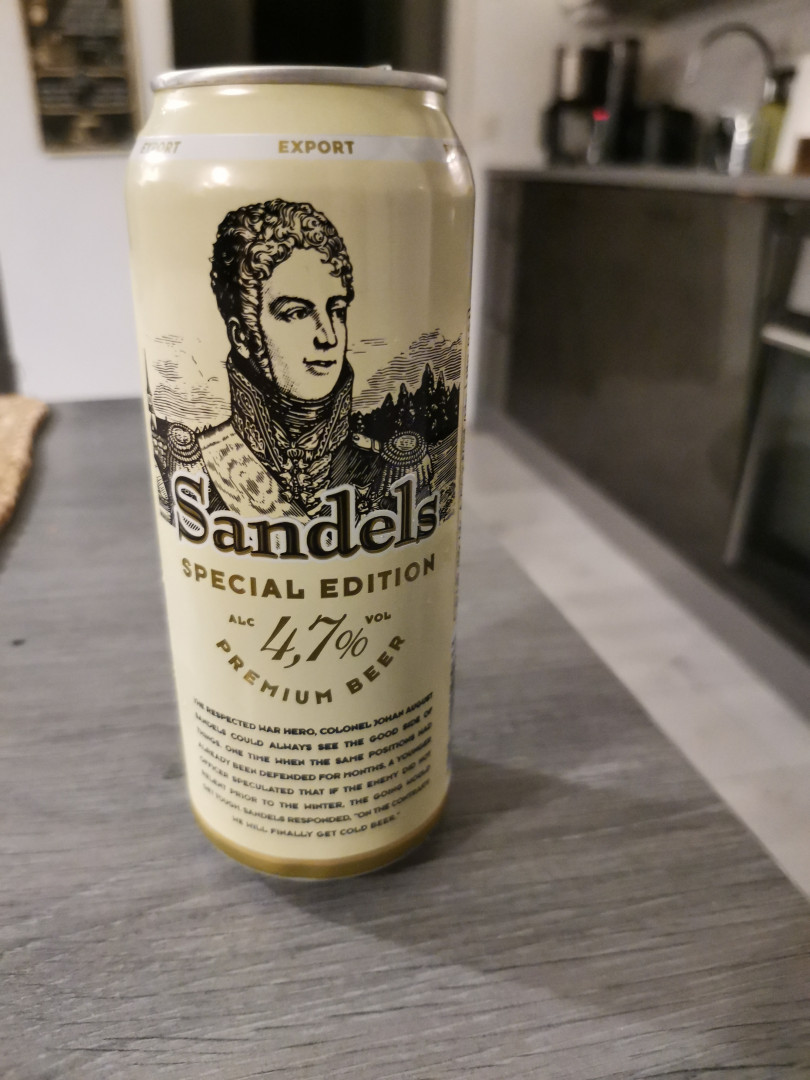 EXPORT EXPORT
Sandels
SPECIAL EDITION
ALC 4,7% VOL
PREMIUM BEER
THE RESPECTED WAR HERO, COLONEL JOHAN AUGUST
SANDELS COULD ALWAYS SEE THE GOOD SIDE OF
THINGS. ONE TIME WHEN THE SAME POSITIONS HAD
ALREADY BEEN DEFENDED FOR MONTHS, A YOUNGER
OFFICER SPECULATED THAT IF THE ENEMY DID NOT
RELENT PRIOR TO THE WINTER, THE GOING WOULD
GET TOUGH. SANDELS RESPONDED, "ON THE CONTRARY,
WE WILL FINALLY GET COLD BEER."